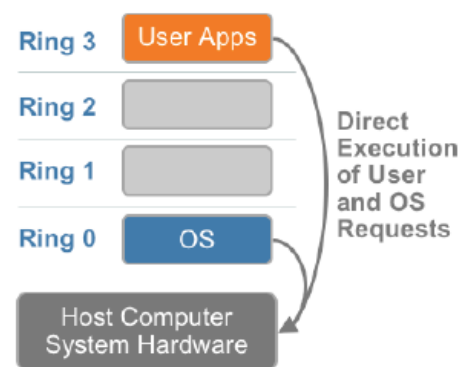 Ring 3
User Apps
Ring 2
Ring 1
Ring 0
OS
Direct
Execution
of User
and OS
Requests
Host Computer
System Hardware